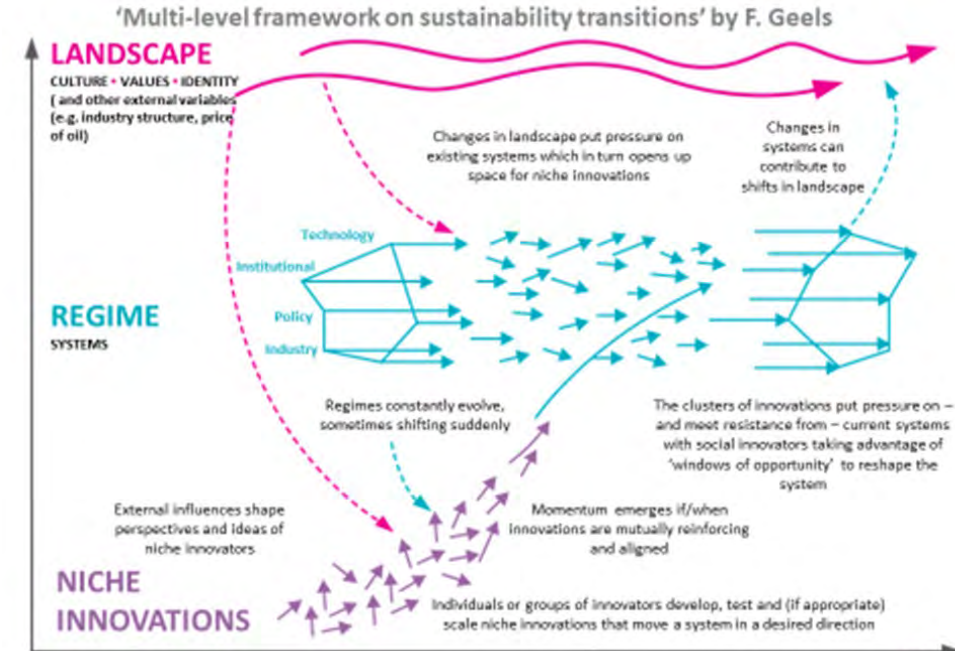 'Multi-level framework on sustainability transitions' by F. Geels
LANDSCAPE
CULTURE • VALUES • IDENTITY
( and other external variables
(e.g. industry structure, price
of oil)
Changes in landscape put pressure on
existing systems which in turn opens up
space for niche innovations
Changes in
systems can
contribute to
shifts in landscape
Technology
Institutional
Policy
Industry
REGIME
SYSTEMS
Regimes constantly evolve,
sometimes shifting suddenly
The clusters of innovations put pressure on –
and meet resistance from – current systems
with social innovators taking advantage of
'windows of opportunity' to reshape the
system
External influences shape
perspectives and ideas of
niche innovators
Momentum emerges if/when
innovations are mutually reinforcing
and aligned
NICHE
INNOVATIONS
Individuals or groups of innovators develop, test and (if appropriate)
scale niche innovations that move a system in a desired direction